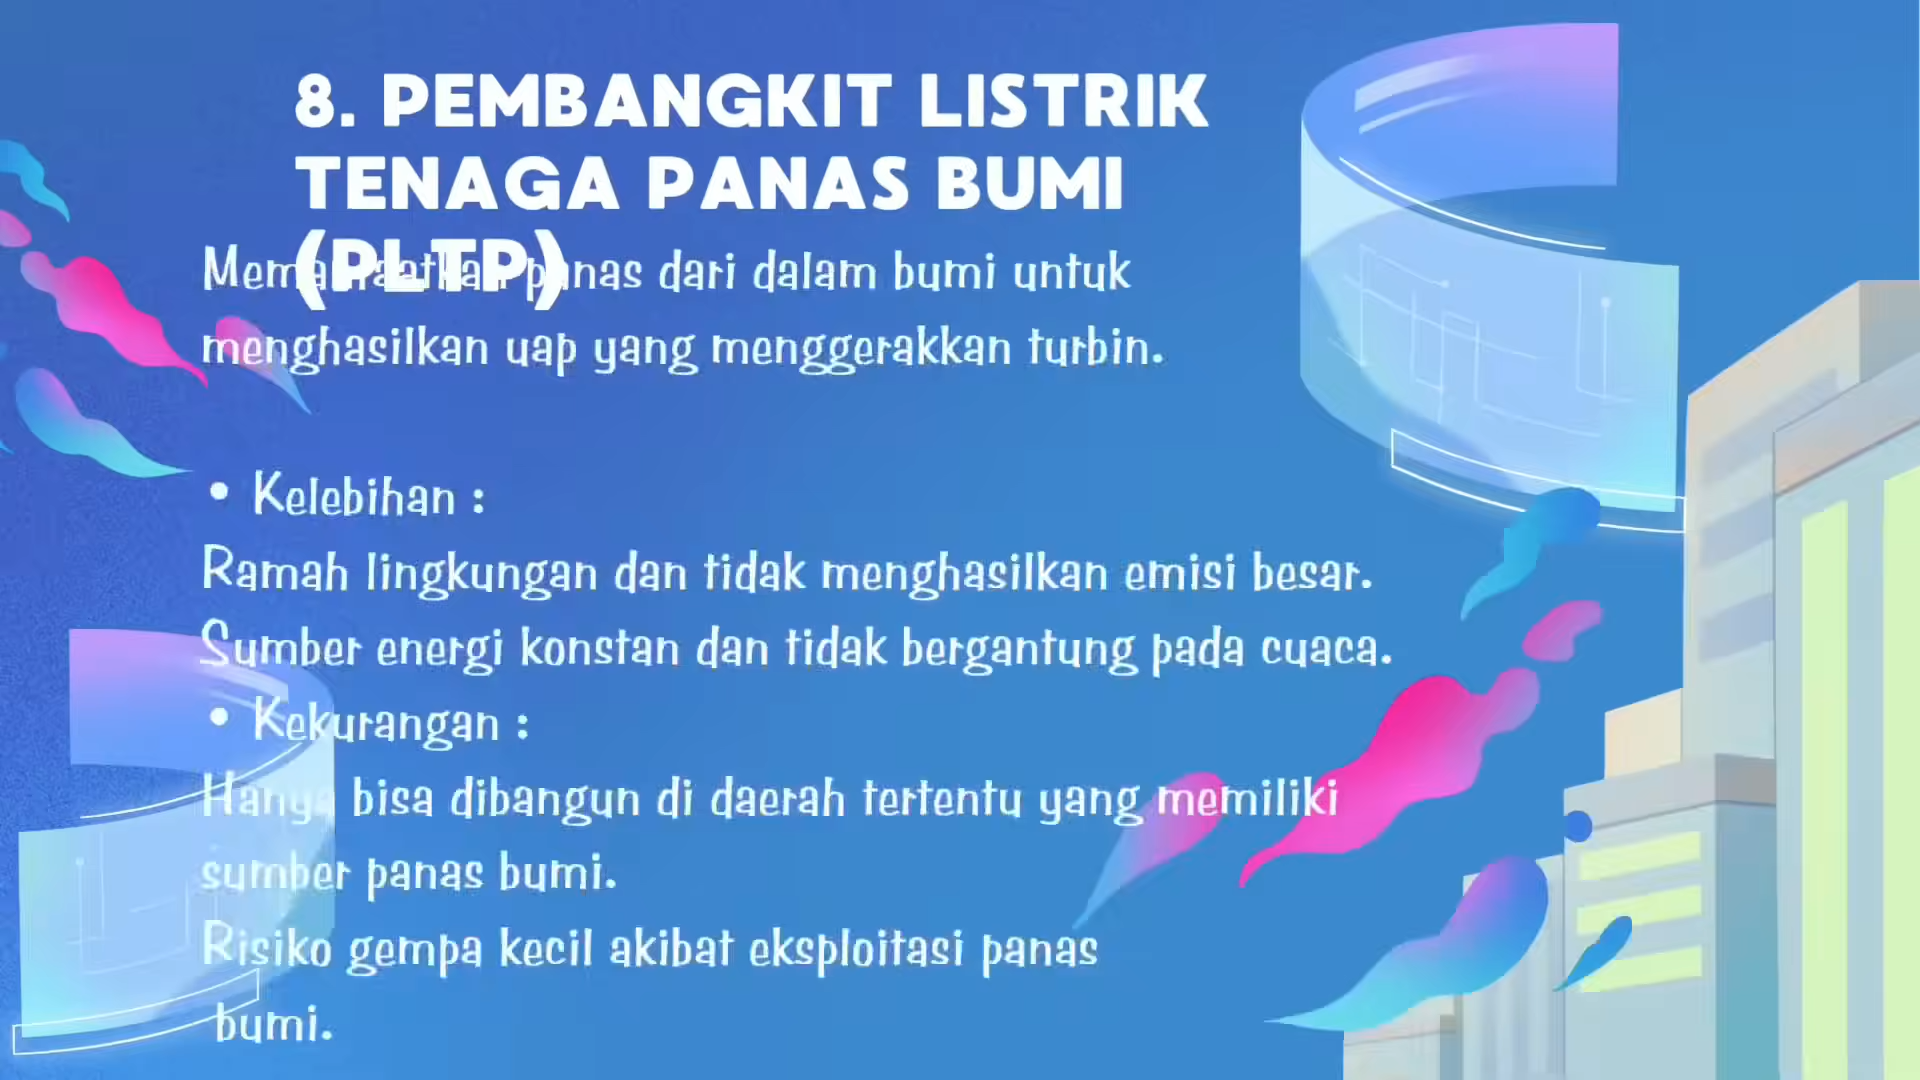 8. PEMBANGKIT LISTRIK
TENAGA PANAS BUMI
(PLTP)
Memanfaatkan panas dari dalam bumi untuk
menghasilkan uap yang menggerakkan turbin.
• Kelebihan :
Ramah lingkungan dan tidak menghasilkan emisi besar.
Sumber energi konstan dan tidak bergantung pada cuaca.
• Kekurangan :
Hanya bisa dibangun di daerah tertentu yang memiliki
sumber panas bumi.
Risiko gempa kecil akibat eksploitasi panas
bumi.